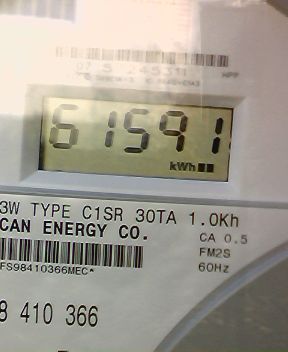 61591
kWh
3W TYPE C1SR 30TA 1.0Kh
CAN ENERGY CO. CA 0.5
FM2S
FS98410366MEC* 60Hz
8 410 366